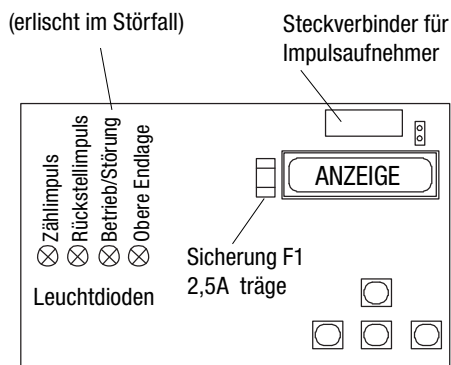 (erlischt im Störfall)
Steckverbinder für
Impulsaufnehmer
Zählimpuls
Rückstellimpuls
Betrieb/Störung
Obere Endlage
ANZEIGE
Sicherung F1
2,5A träge
Leuchtdioden